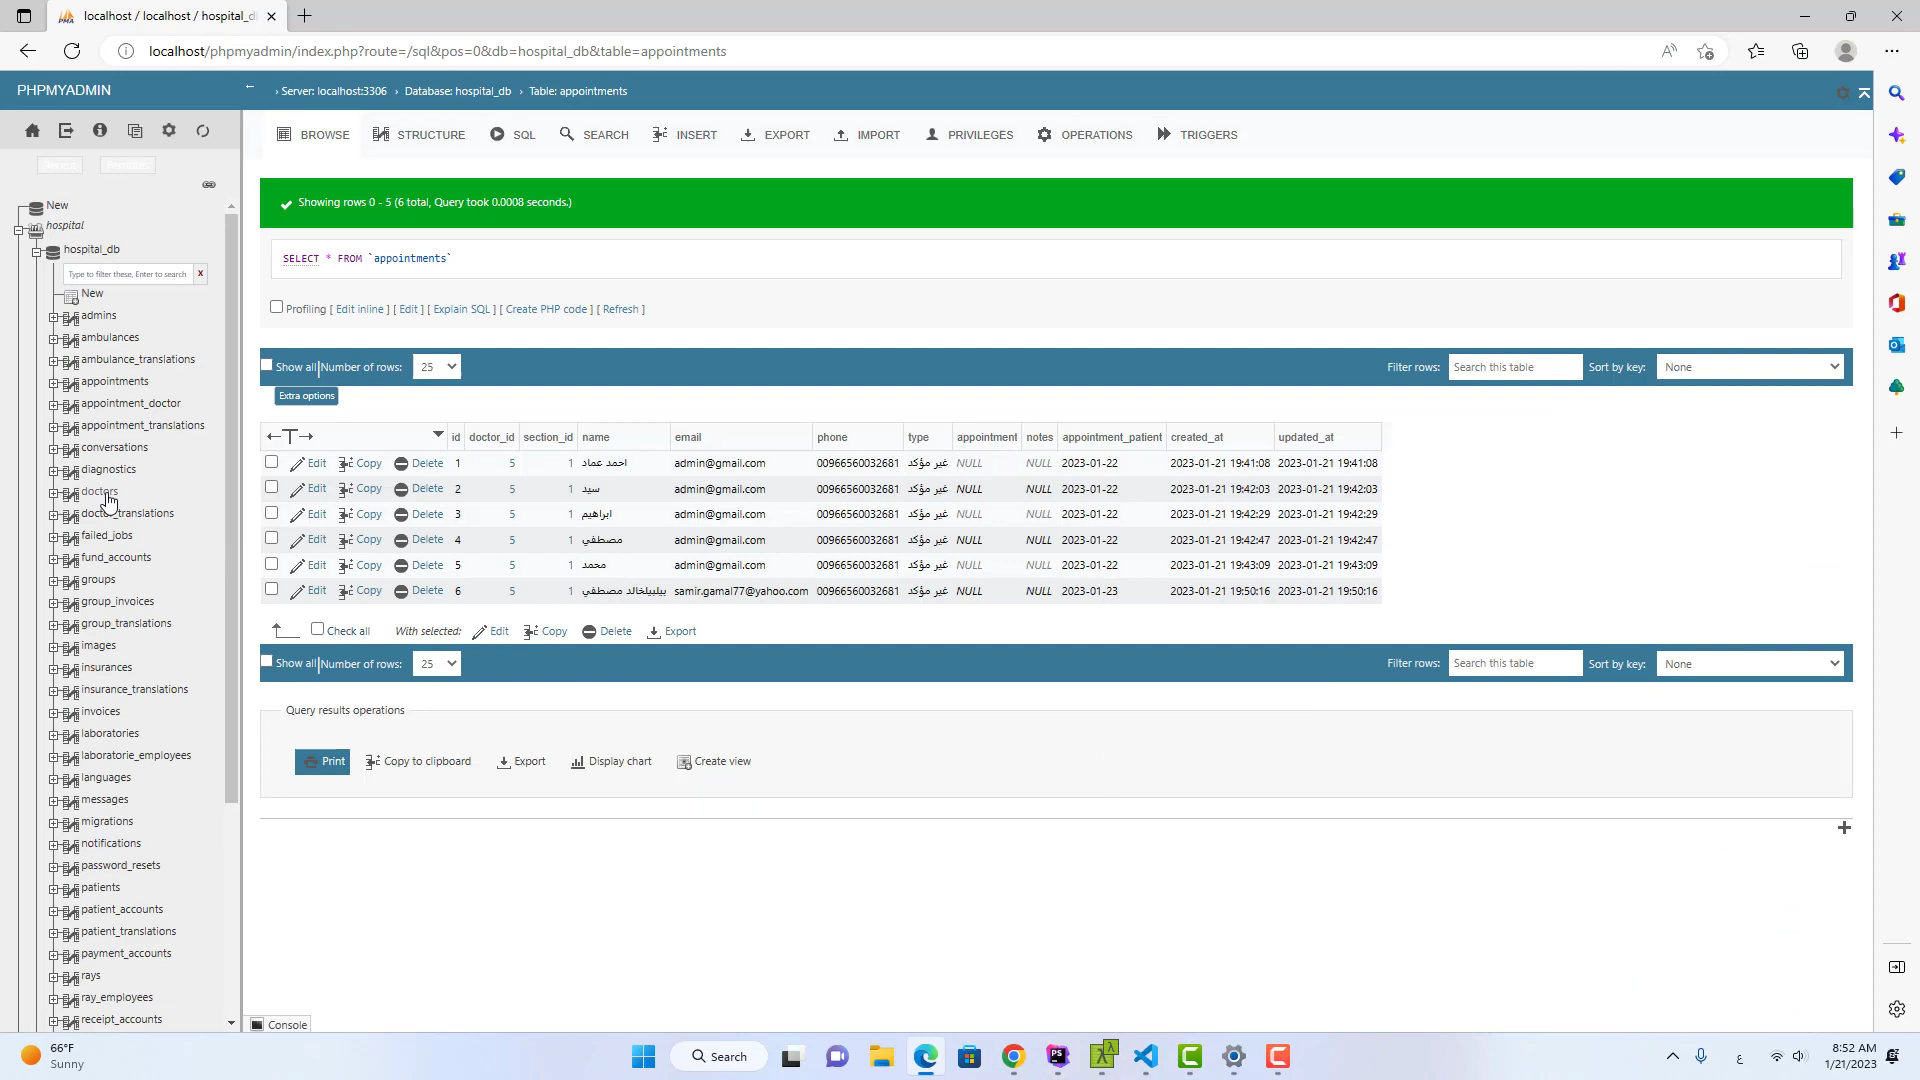 localhost / localhost / hospital_d
localhost/phpmyadmin/index.php?route=/sql&pos=0&db=hospital_db&table=appointments
PHPMYADMIN
Server: localhost:3306 Database: hospital_db Table: appointments
BROWSE STRUCTURE SQL SEARCH INSERT EXPORT IMPORT PRIVILEGES OPERATIONS TRIGGERS
New
hospital
hospital_db
Type to filter these, Enter to search X
New
admins
ambulances
ambulance_translations
appointments
appointment_doctor
appointment_translations
conversations
diagnostics
doctors
doctor_translations
failed_jobs
fund_accounts
groups
group_invoices
group_translations
images
insurances
insurance_translations
invoices
laboratories
laboratorie_employees
languages
messages
migrations
notifications
password_resets
patients
patient_accounts
patient_translations
payment_accounts
rays
ray_employees
receipt_accounts
Showing rows 0 - 5 (6 total, Query took 0.0008 seconds.)
SELECT * FROM `appointments`
Profiling [ Edit inline ] [ Edit ] [ Explain SQL ] [ Create PHP code ] [ Refresh ]
Show all Number of rows: 25 Filter rows: Search this table Sort by key: None
Extra options
id doctor_id section_id name email phone type appointment notes appointment_patient created_at updated_at
Edit Copy Delete 1 5 1 احمد عماد admin@gmail.com 00966560032681 غير مؤكد NULL NULL 2023-01-22 2023-01-21 19:41:08 2023-01-21 19:41:08
Edit Copy Delete 2 5 1 سيد admin@gmail.com 00966560032681 غير مؤكد NULL NULL 2023-01-22 2023-01-21 19:42:03 2023-01-21 19:42:03
Edit Copy Delete 3 5 1 ابراهيم admin@gmail.com 00966560032681 غير مؤكد NULL NULL 2023-01-22 2023-01-21 19:42:29 2023-01-21 19:42:29
Edit Copy Delete 4 5 1 مصطفي admin@gmail.com 00966560032681 غير مؤكد NULL NULL 2023-01-22 2023-01-21 19:42:47 2023-01-21 19:42:47
Edit Copy Delete 5 5 1 محمد admin@gmail.com 00966560032681 غير مؤكد NULL NULL 2023-01-22 2023-01-21 19:43:09 2023-01-21 19:43:09
Edit Copy Delete 6 5 1 خالد مصطفي samir.gamal77@yahoo.com 00966560032681 غير مؤكد NULL NULL 2023-01-23 2023-01-21 19:50:16 2023-01-21 19:50:16
Check all With selected: Edit Copy Delete Export
Show all Number of rows: 25 Filter rows: Search this table Sort by key: None
Query results operations
Print Copy to clipboard Export Display chart Create view
Console
66°F
Sunny
Search
ع
8:52 AM
1/21/2023